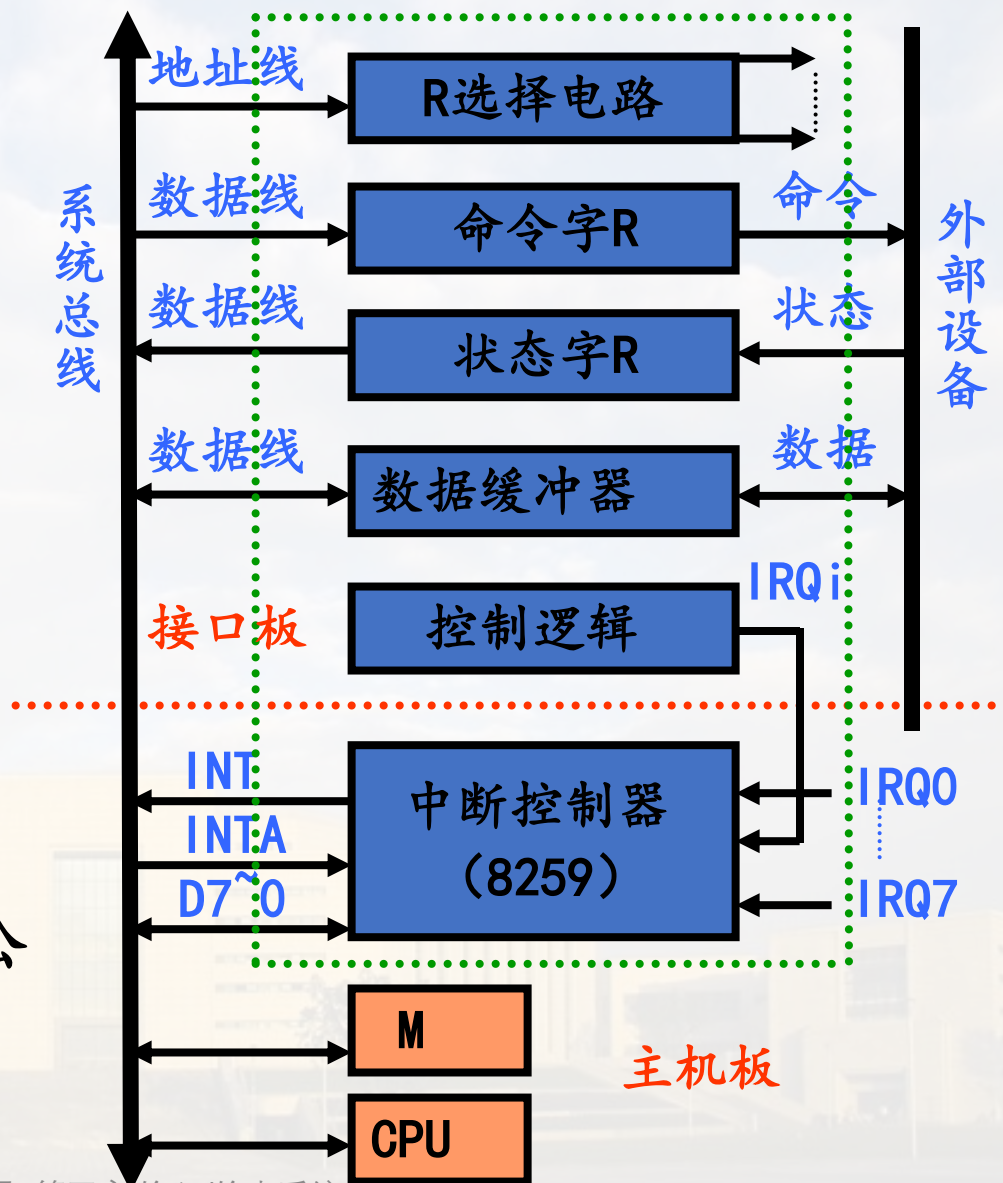 地址线
R选择电路
数据线
命令字R
命令
系统总线
外部设备
数据线
状态字R
状态
数据线
数据缓冲器
数据
IRQi
接口板
控制逻辑
INT
中断控制器
(8259)
IRQ0
INTA
D7~0
IRQ7
M
主机板
CPU